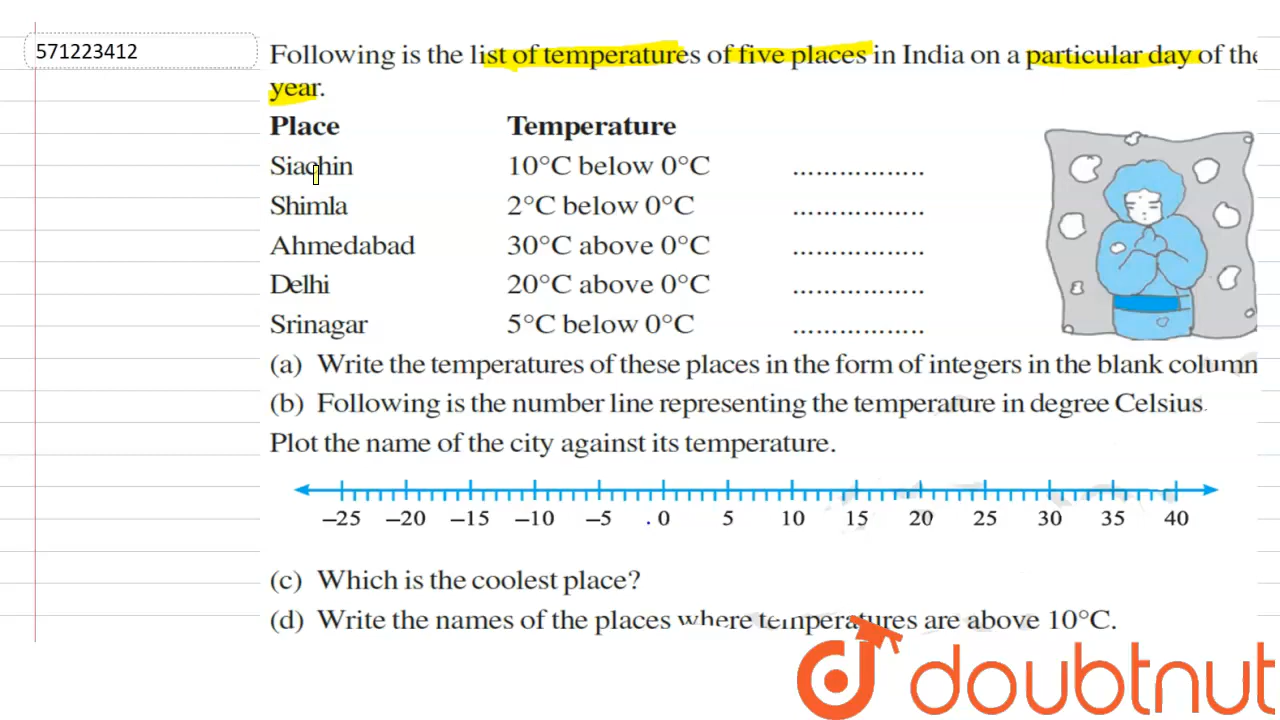 571223412
Following is the list of temperatures of five places in India on a particular day of the
year.
Place Temperature
Siachin 10°C below 0°C ..................
Shimla 2°C below 0°C ..................
Ahmedabad 30°C above 0°C ..................
Delhi 20°C above 0°C ..................
Srinagar 5°C below 0°C ..................
(a) Write the temperatures of these places in the form of integers in the blank column
(b) Following is the number line representing the temperature in degree Celsius.
Plot the name of the city against its temperature.
–25 –20 –15 –10 –5 0 5 10 15 20 25 30 35 40
(c) Which is the coolest place?
(d) Write the names of the places where temperatures are above 10°C.
doubtnut